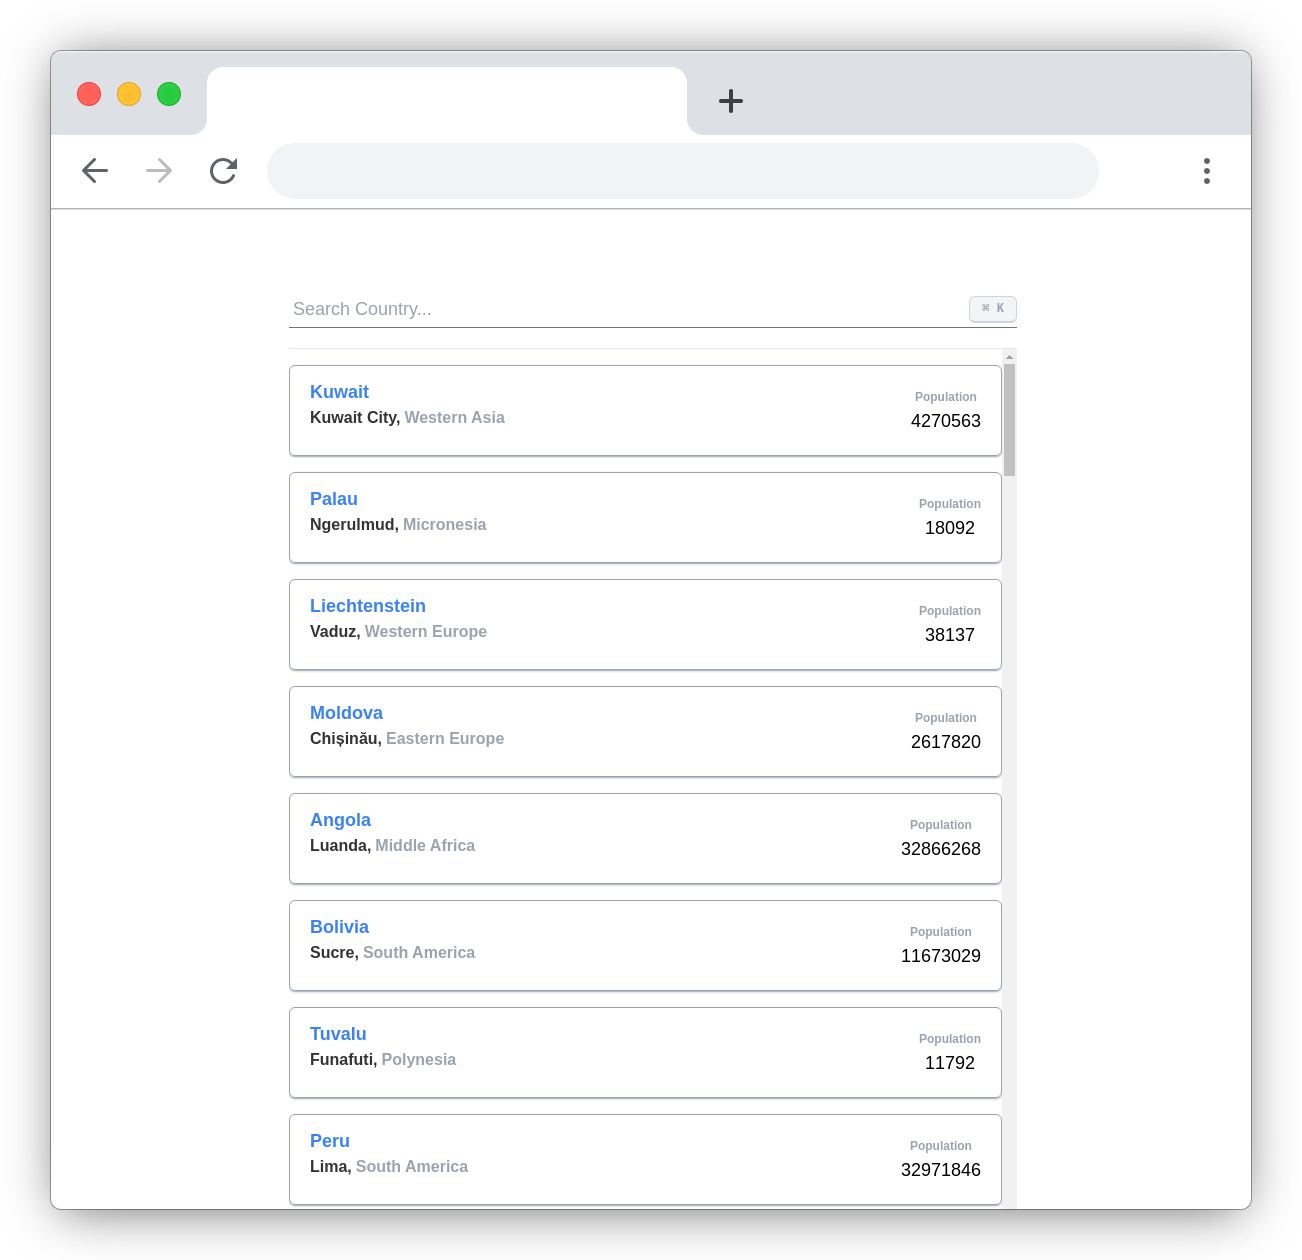 Search Country...
⌘ K
Kuwait
Kuwait City, Western Asia
Population
4270563
Palau
Ngerulmud, Micronesia
Population
18092
Liechtenstein
Vaduz, Western Europe
Population
38137
Moldova
Chișinău, Eastern Europe
Population
2617820
Angola
Luanda, Middle Africa
Population
32866268
Bolivia
Sucre, South America
Population
11673029
Tuvalu
Funafuti, Polynesia
Population
11792
Peru
Lima, South America
Population
32971846